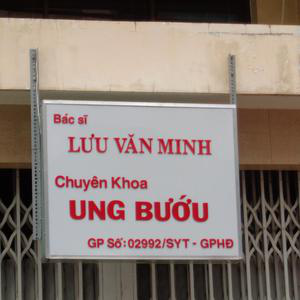 Bác sĩ
LƯU VĂN MINH
Chuyên Khoa
UNG BƯỚU
GP Số: 02992/SYT - GPHĐ